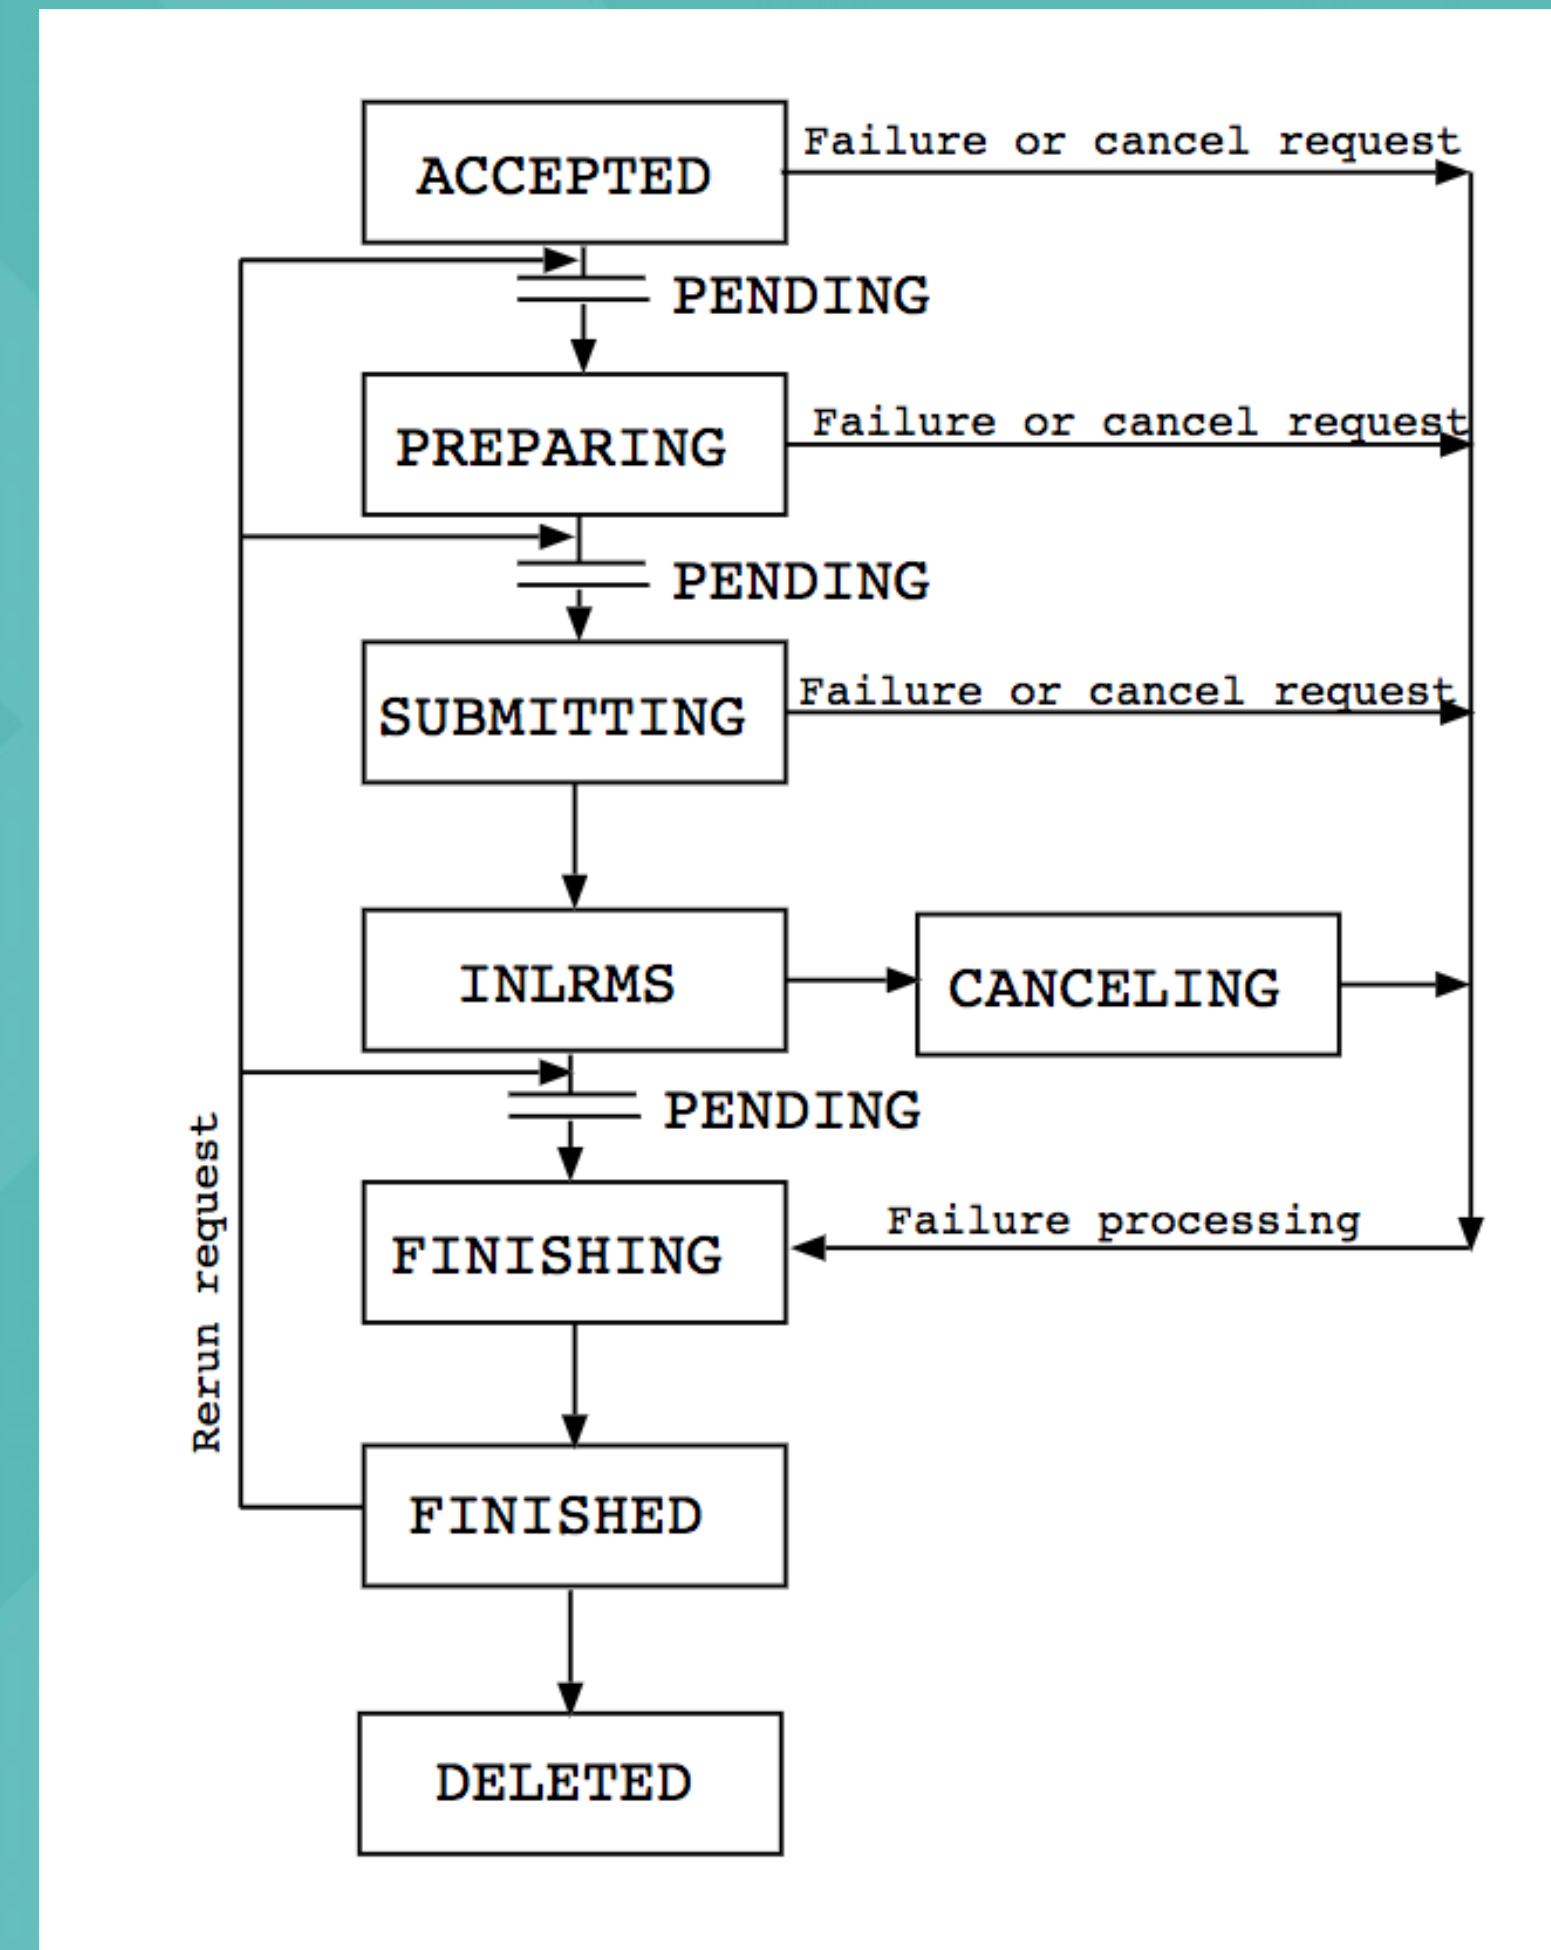 ACCEPTED
Failure or cancel request
PENDING
PREPARING
Failure or cancel request
PENDING
SUBMITTING
Failure or cancel request
INLRMS
CANCELING
PENDING
Rerun request
FINISHING
Failure processing
FINISHED
DELETED